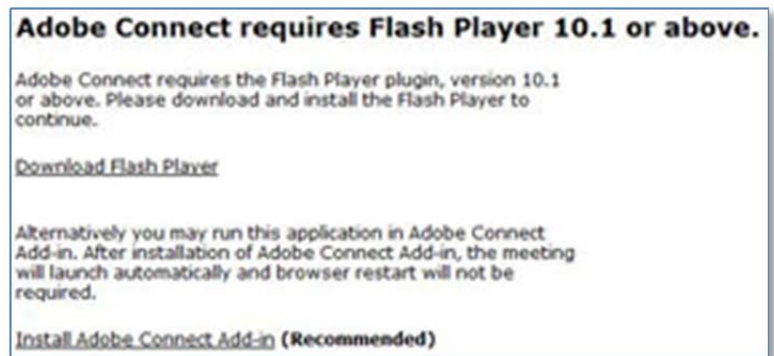 Adobe Connect requires Flash Player 10.1 or above.
Adobe Connect requires the Flash Player plugin, version 10.1
or above. Please download and install the Flash Player to
continue.
Download Flash Player
Alternatively you may run this application in Adobe Connect
Add-in. After installation of Adobe Connect Add-in, the meeting
will launch automatically and browser restart will not be
required.
Install Adobe Connect Add-in (Recommended)